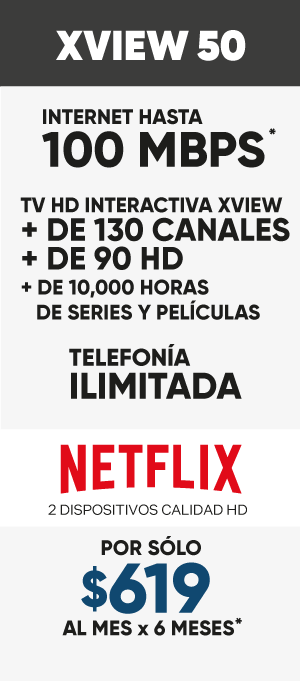 XVIEW 50
INTERNET HASTA
100 MBPS*
TV HD INTERACTIVA XVIEW
+ DE 130 CANALES
+ DE 90 HD
+ DE 10,000 HORAS
DE SERIES Y PELÍCULAS
TELEFONÍA
ILIMITADA
NETFLIX
2 DISPOSITIVOS CALIDAD HD
POR SÓLO
$619
AL MES x 6 MESES*